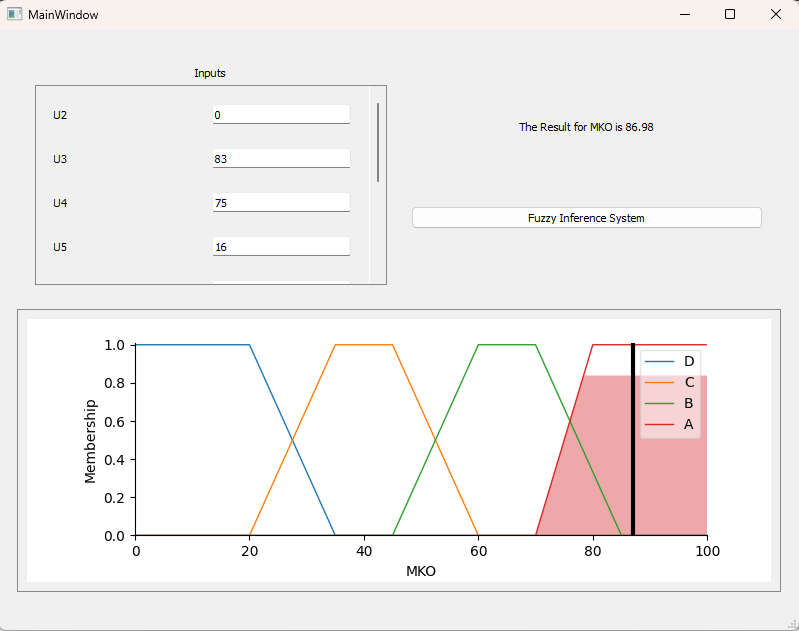 MainWindow
Inputs
U2 0
U3 83
U4 75
U5 16
The Result for MKO is 86.98
Fuzzy Inference System
Membership
1.0
0.8
0.6
0.4
0.2
0.0
0 20 40 60 80 100
MKO
D
C
B
A